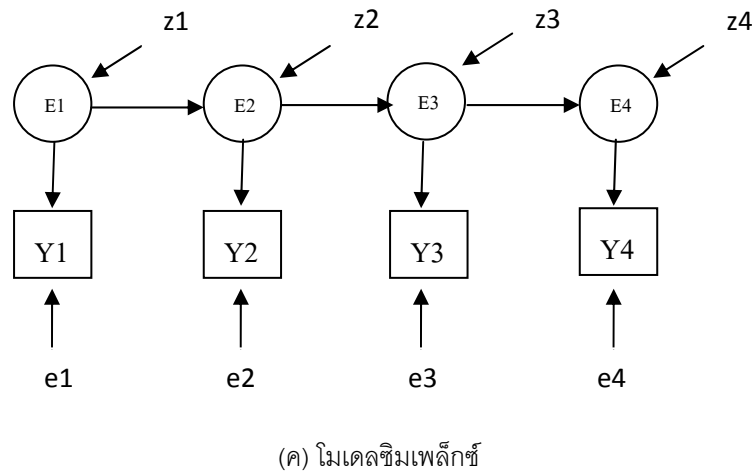 z1 z2 z3 z4
E1 E2 E3 E4
Y1 Y2 Y3 Y4
e1 e2 e3 e4
(ค) โมเดลซิมเพล็กซ์